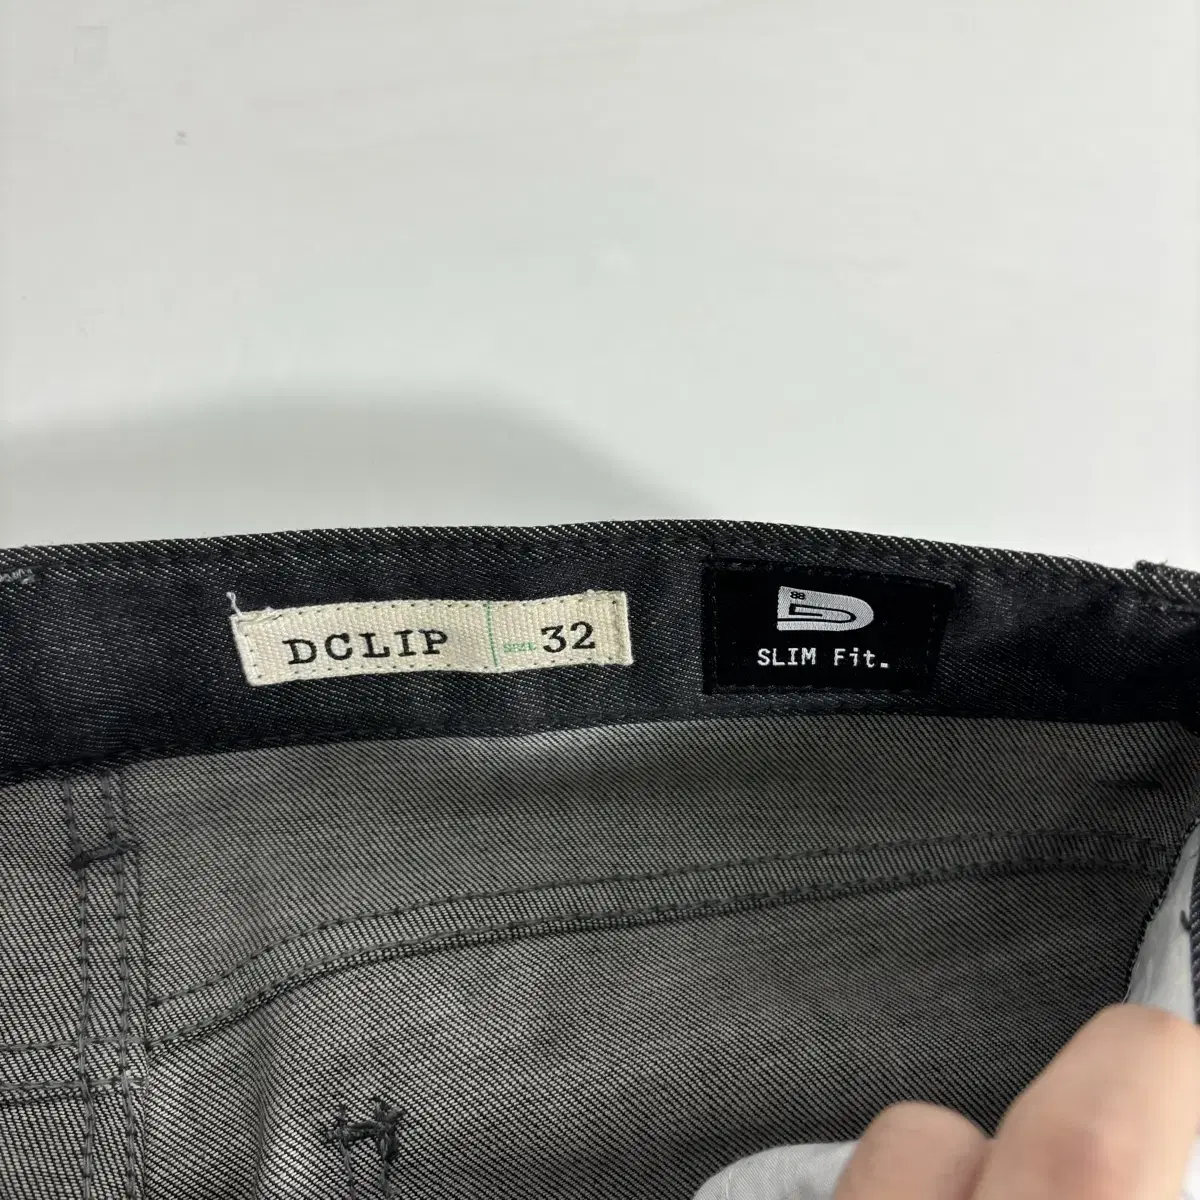 DCLIP
SIZE 32
88
SLIM Fit.